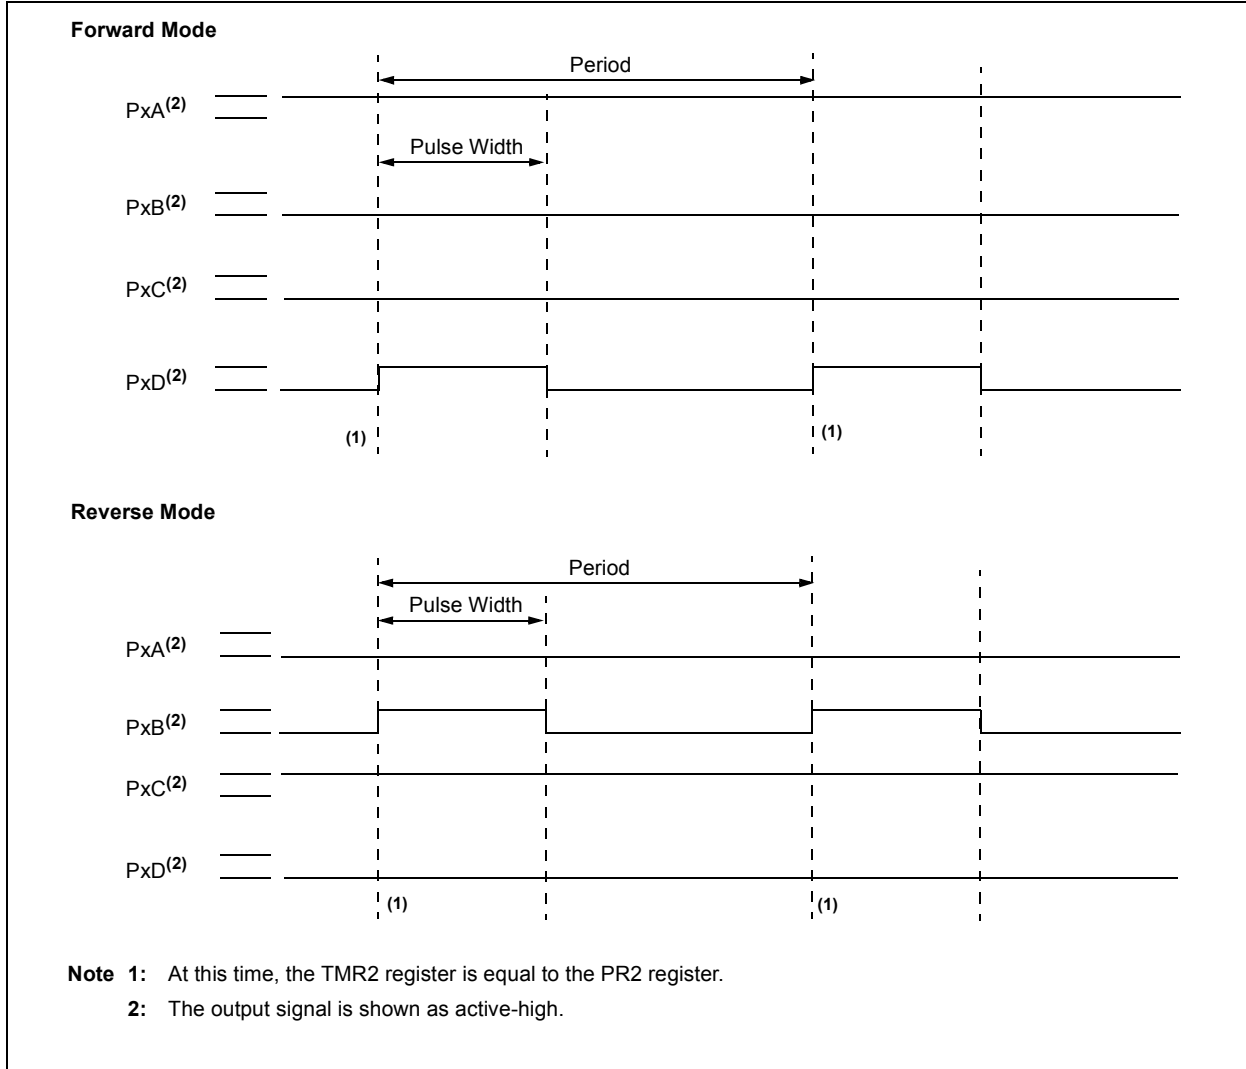 Forward Mode
Period
PxA(2)
Pulse Width
PxB(2)
PxC(2)
PxD(2)
(1) (1)
Reverse Mode
Period
Pulse Width
PxA(2)
PxB(2)
PxC(2)
PxD(2)
(1) (1)
Note 1: At this time, the TMR2 register is equal to the PR2 register.
2: The output signal is shown as active-high.